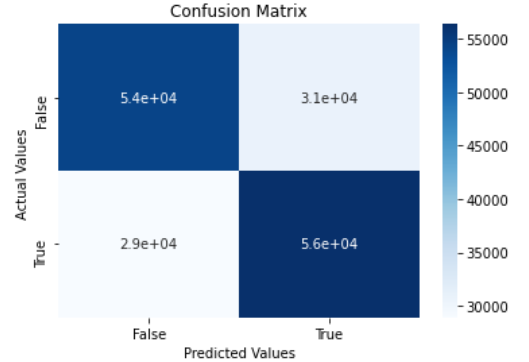 Confusion Matrix
55000
50000
45000
40000
35000
30000
Actual Values
False
True
5.4e+04 3.1e+04
2.9e+04 5.6e+04
False True
Predicted Values